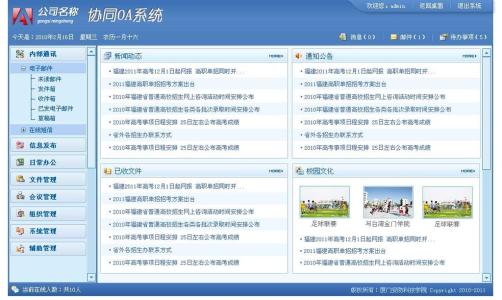 公司名称
gongsi mingcheng
协同OA系统
欢迎您：admin
返回桌面
退出系统
今天是：2010年2月16日 星期三 农历一月十六
消息(0)
邮件(1)
待办事项(5)
内部通讯
电子邮件
未读邮件
发件箱
收件箱
已发电子邮件
草稿箱
在线短信
信息发布
日常办公
文件管理
会议管理
组织管理
系统管理
辅助管理
新闻动态
MORE
福建2011年高考12月1日起网报 高职单招同时开...
2011福建高职单招招考方案出台
2010年福建省普通高校招生网上咨询活动时间安排公布
2010年福建省普通高校招生各类各批次录取时间安排公布
2010年高考事项日程安排 25日左右公布高考成绩
省外各招生办联系方式
2010年高考事项日程安排 25日左右公布高考成绩
通知公告
MORE
福建2011年高考12月1日起网报 高职单招同时开...
2011福建高职单招招考方案出台
2010年福建省普通高校招生网上咨询活动时间安排公布
2010年福建省普通高校招生各类各批次录取时间安排公布
2010年高考事项日程安排 25日左右公布高考成绩
省外各招生办联系方式
2010年高考事项日程安排 25日左右公布高考成绩
已收文件
MORE
福建2011年高考12月1日起网报 高职单招同时开...
2011福建高职单招招考方案出台
2010年福建省普通高校招生网上咨询活动时间安排公布
2010年福建省普通高校招生各类各批次录取时间安排公布
2010年高考事项日程安排 25日左右公布高考成绩
省外各招生办联系方式
2010年高考事项日程安排 25日左右公布高考成绩
校园文化
MORE
足球联赛
与台湾金门学院
足球联赛
福建2011年高考12月1日起网报 高职单招同时开...
2011福建高职单招招考方案出台
2010年福建省普通高校招生网上咨询活动时间安排公布
当前在线人数：共10人
Copyright 2010-2011